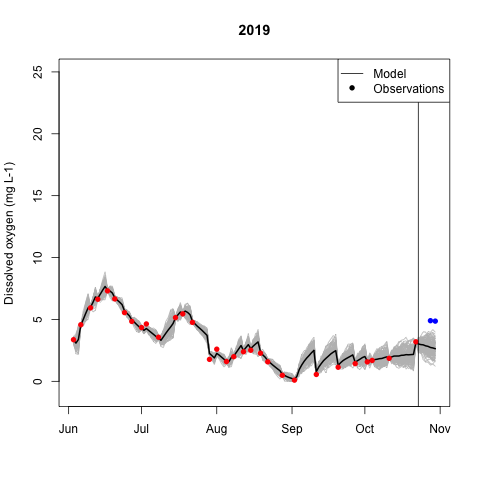 2019
Model
Observations
Dissolved oxygen (mg L-1)
25
20
15
10
5
0
Jun Jul Aug Sep Oct Nov